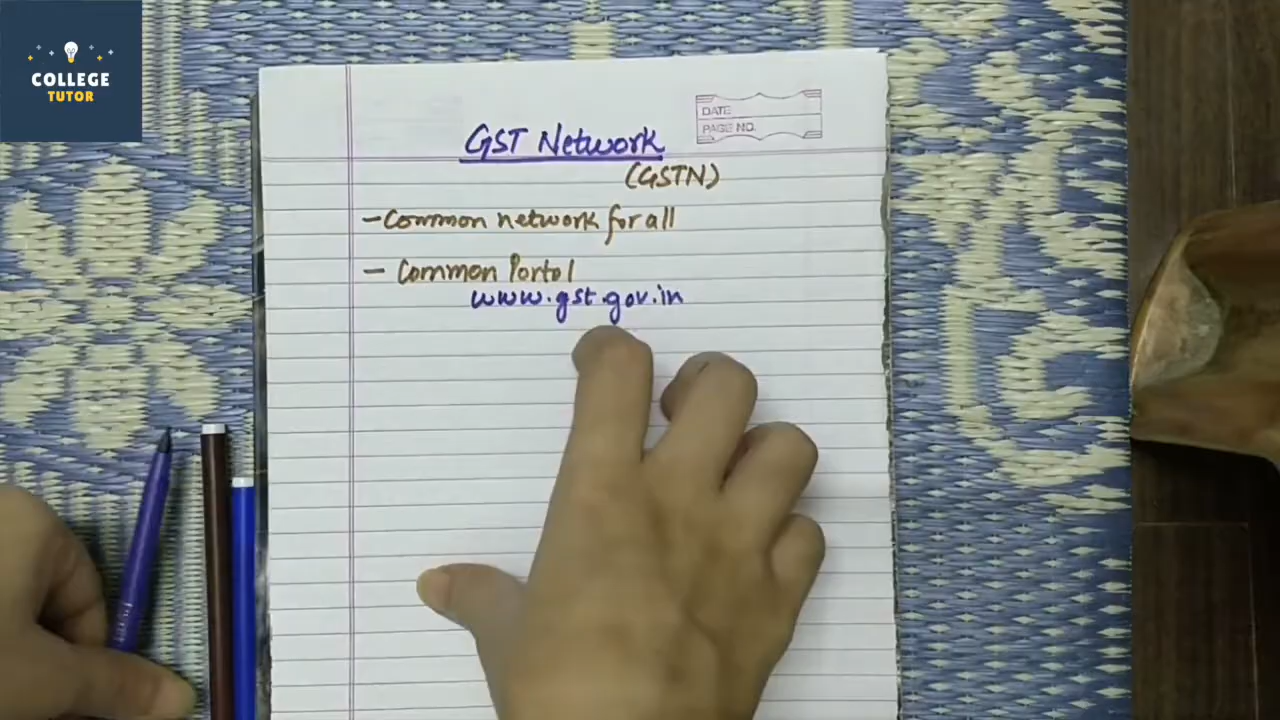 COLLEGE
TUTOR
DATE
PAGE NO.
GST Network
(GSTN)
- Common network for all
- Common Portal
www.gst.gov.in